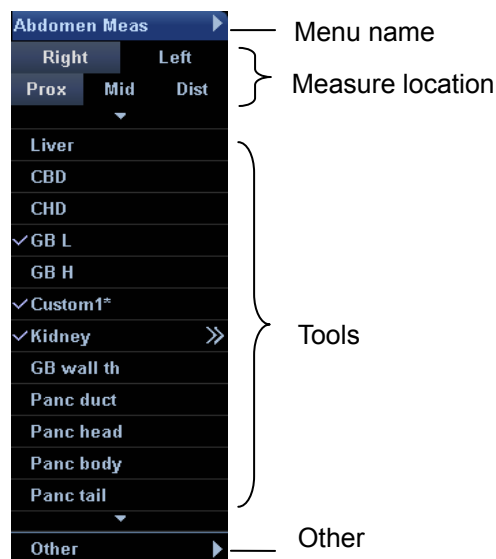 Abdomen Meas
Menu name
Right Left
Measure location
Prox Mid Dist
Liver
CBD
CHD
GB L
GB H
Custom1*
Kidney
Tools
GB wall th
Panc duct
Panc head
Panc body
Panc tail
Other
Other